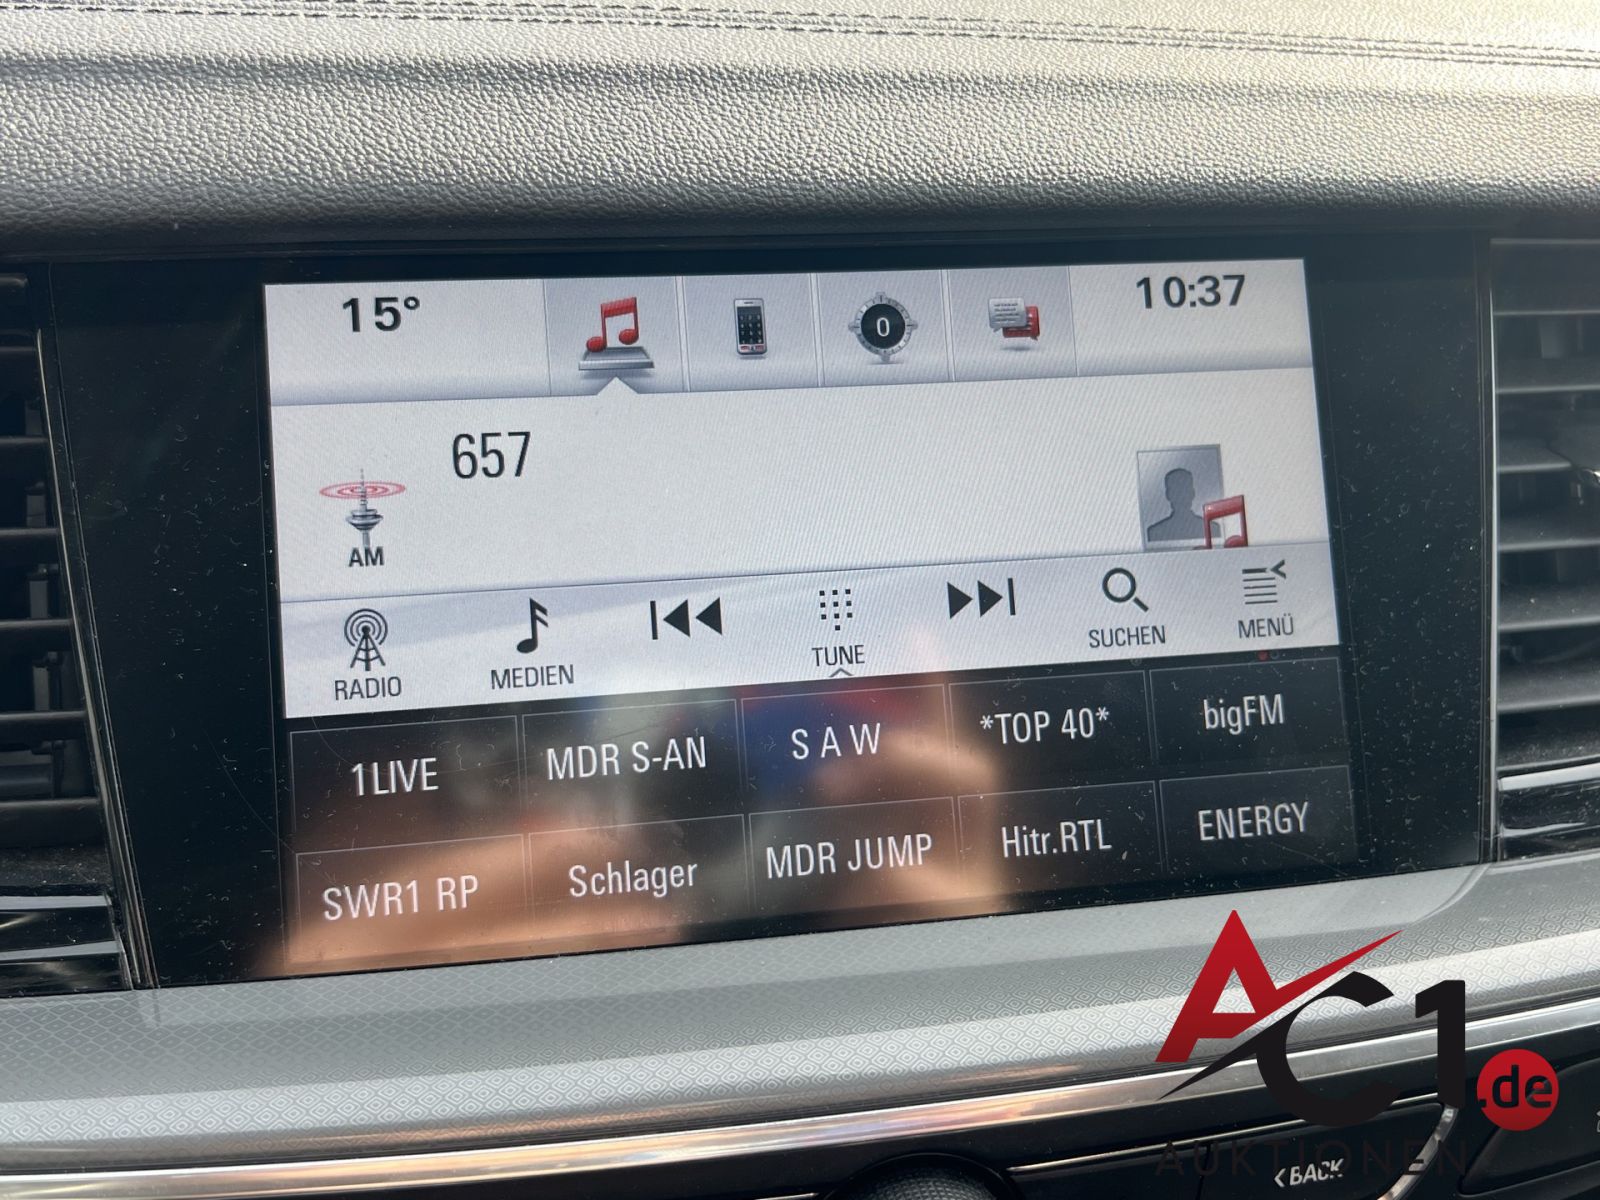 15°
0
10:37
657
AM
RADIO
MEDIEN
TUNE
SUCHEN
MENÜ
1LIVE
MDR S-AN
S A W
*TOP 40*
bigFM
SWR1 RP
Schlager
MDR JUMP
Hitr.RTL
ENERGY
AC1.de
AUKTIONEN
<BACK